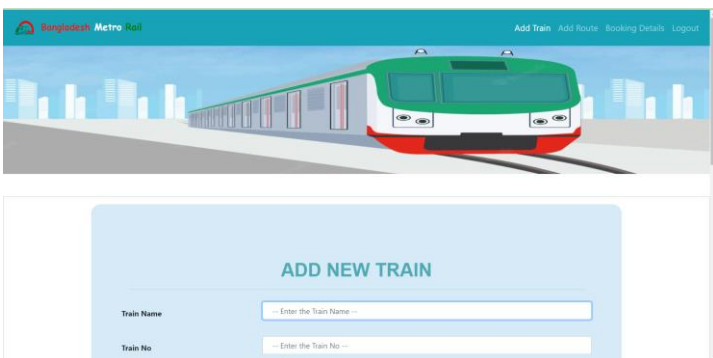 Bangladesh Metro Rail
Add Train Add Route Booking Details Logout
ADD NEW TRAIN
Train Name
-- Enter the Train Name --
Train No
-- Enter the Train No --